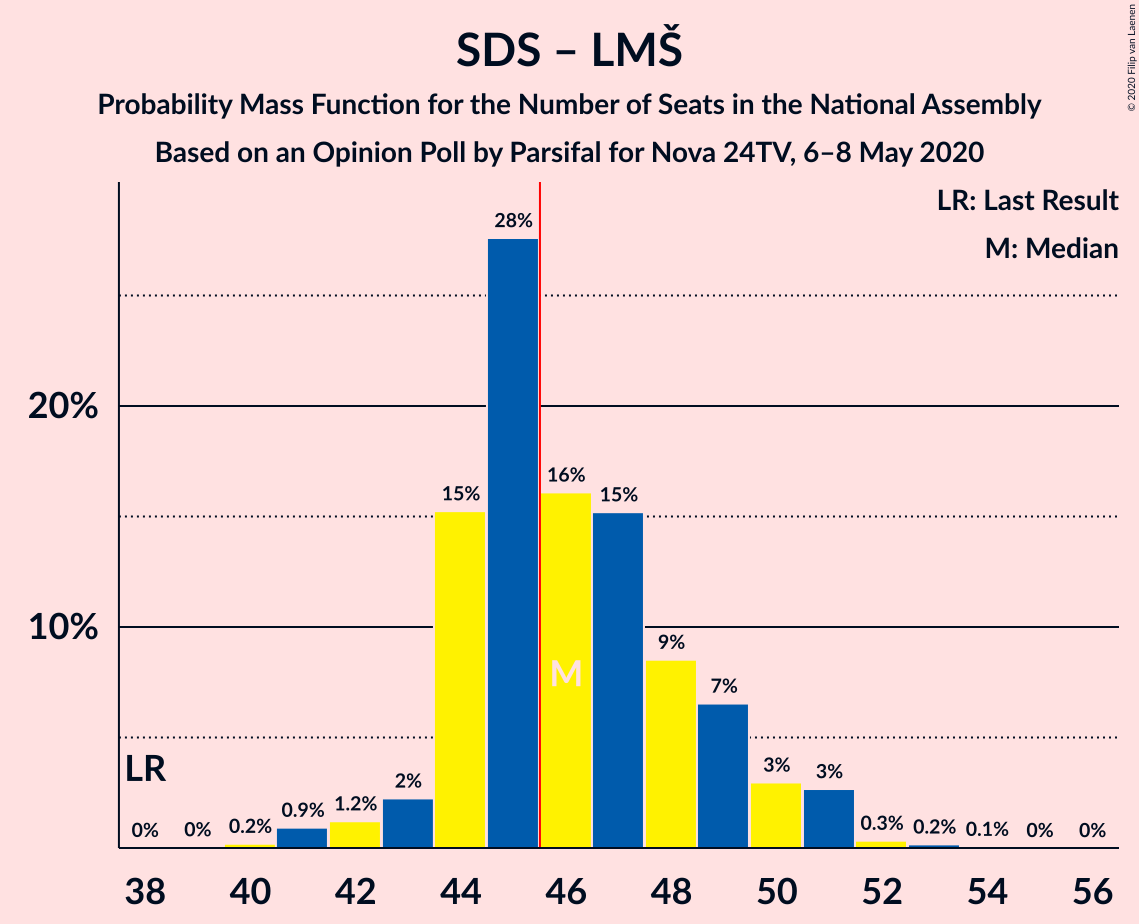 SDS – LMŠ
Probability Mass Function for the Number of Seats in the National Assembly
Based on an Opinion Poll by Parsifal for Nova 24TV, 6–8 May 2020
© 2020 Filip van Laenen
LR: Last Result
M: Median
28%
20%
16%
15%
15%
10%
9%
M
7%
LR
3%
3%
2%
1.2%
0.9%
0.2%
0%
0%
0.3%
0.2%
0.1%
0%
0%
38 40 42 44 46 48 50 52 54 56